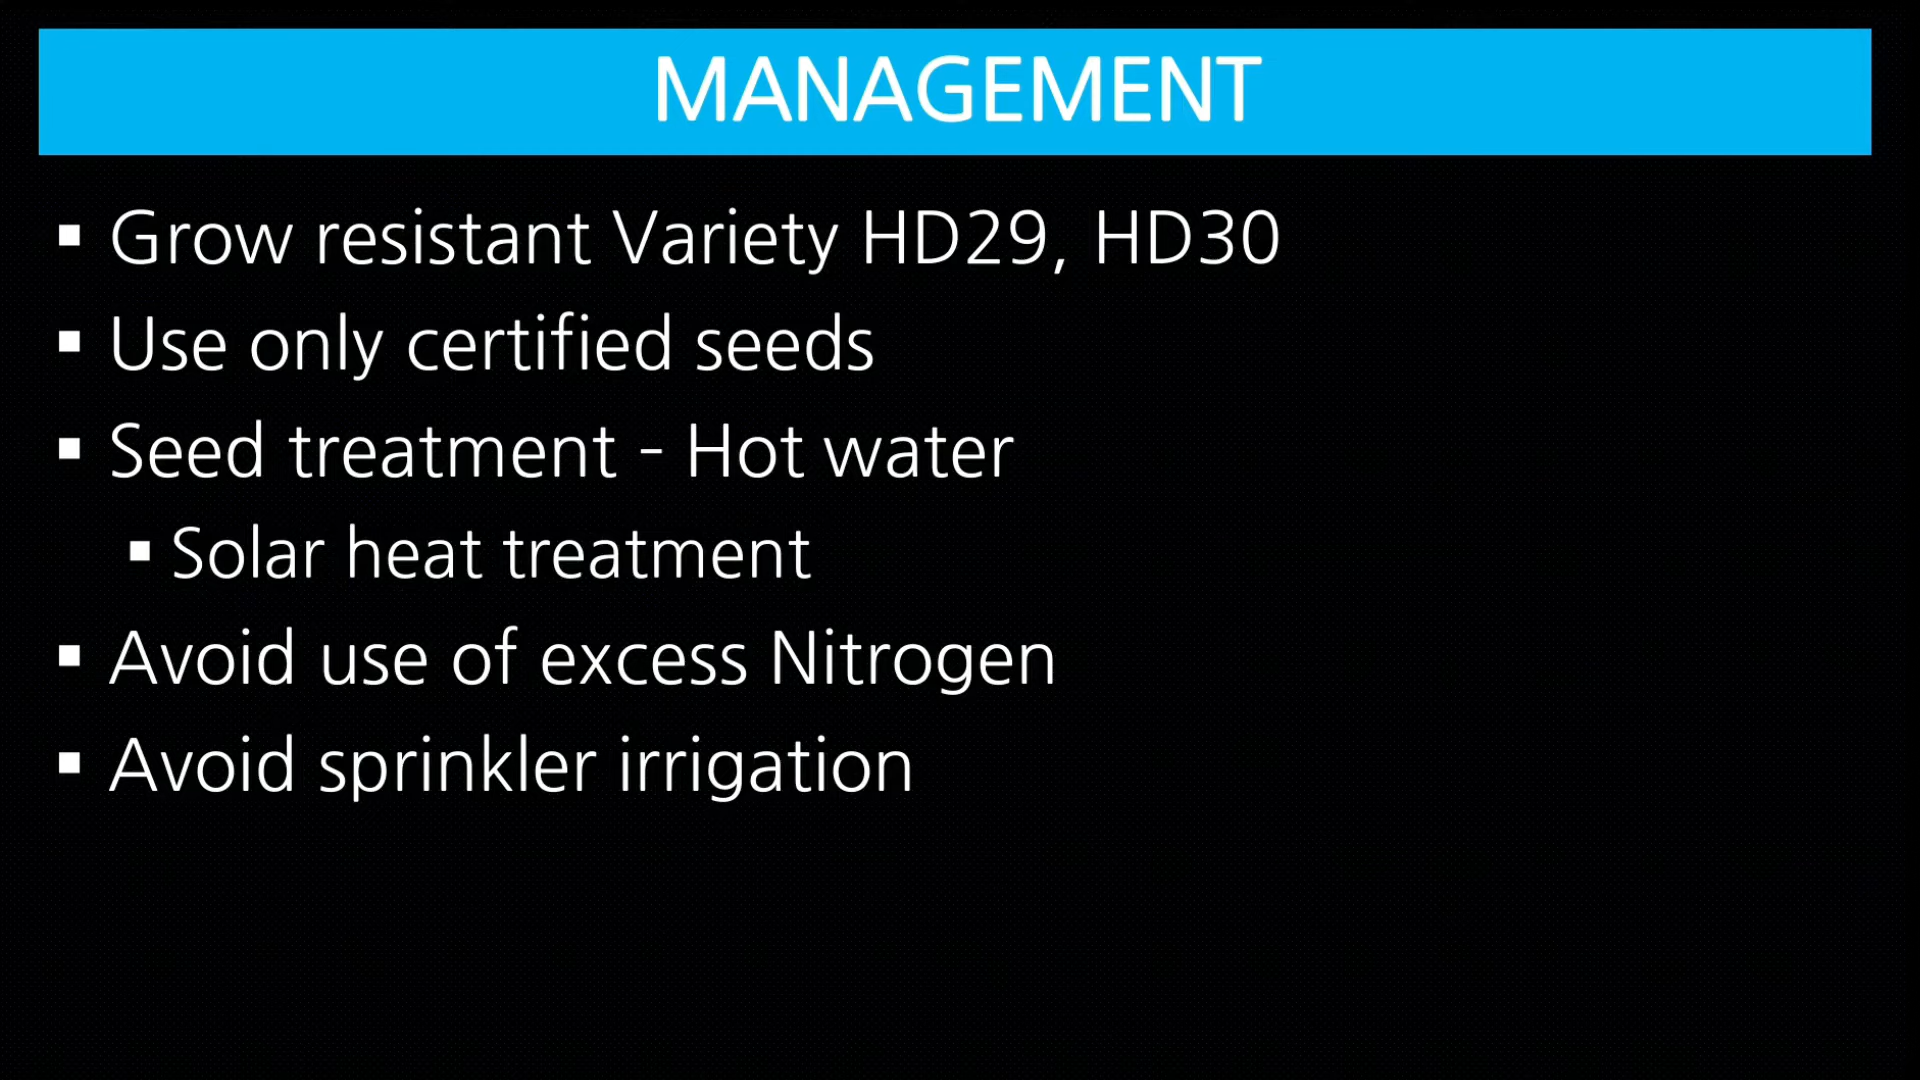 MANAGEMENT
▪ Grow resistant Variety HD29, HD30
▪ Use only certified seeds
▪ Seed treatment - Hot water
▪ Solar heat treatment
▪ Avoid use of excess Nitrogen
▪ Avoid sprinkler irrigation